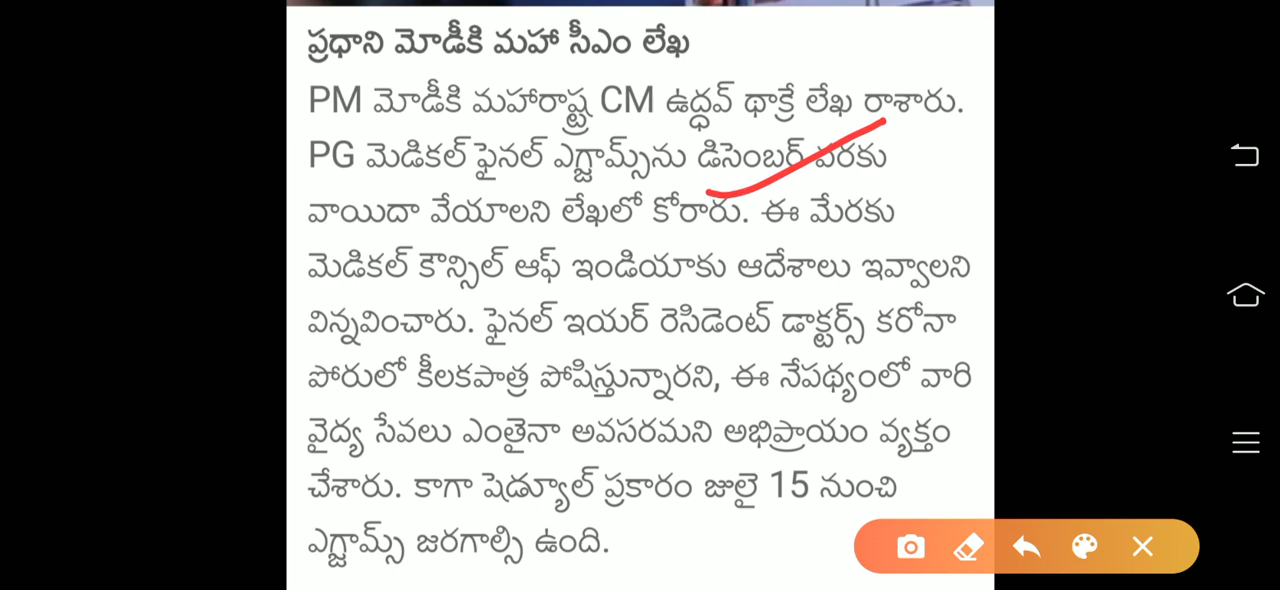 ప్రధాని మోడీకి మహా సీఎం లేఖ
PM మోడీకి మహారాష్ట్ర CM ఉద్ధవ్ థాక్రే లేఖ రాశారు.
PG మెడికల్ ఫైనల్ ఎగ్జామ్స్‌ను డిసెంబర్ వరకు
వాయిదా వేయాలని లేఖలో కోరారు. ఈ మేరకు
మెడికల్ కౌన్సిల్ ఆఫ్ ఇండియాకు ఆదేశాలు ఇవ్వాలని
విన్నవించారు. ఫైనల్ ఇయర్ రెసిడెంట్ డాక్టర్స్ కరోనా
పోరులో కీలకపాత్ర పోషిస్తున్నారని, ఈ నేపథ్యంలో వారి
వైద్య సేవలు ఎంతైనా అవసరమని అభిప్రాయం వ్యక్తం
చేశారు. కాగా షెడ్యూల్ ప్రకారం జులై 15 నుంచి
ఎగ్జామ్స్ జరగాల్సి ఉంది.